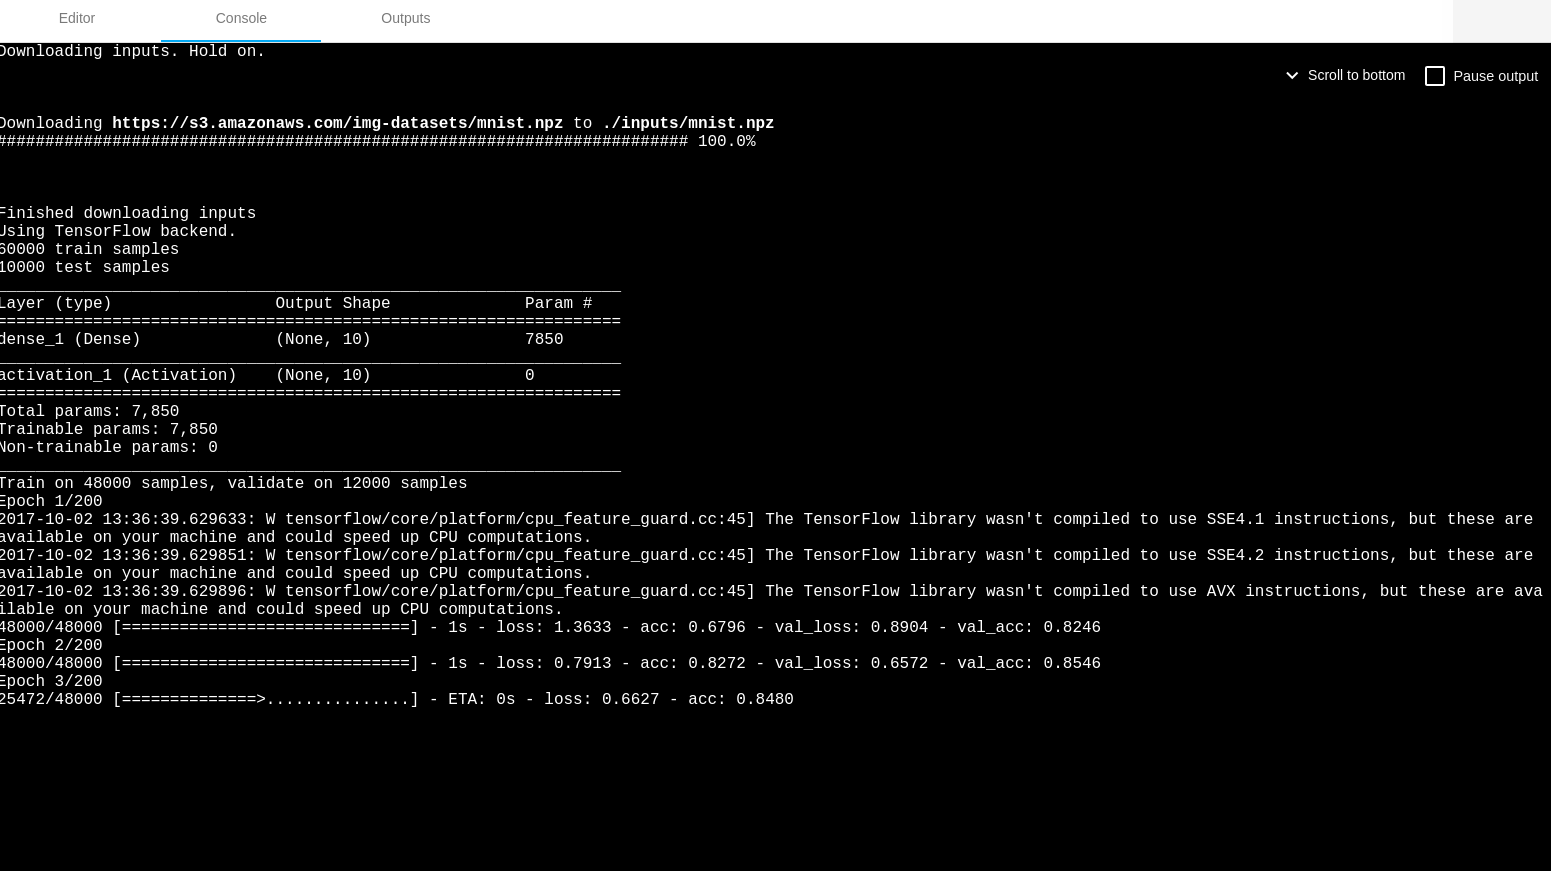 Editor Console Outputs
Downloading inputs. Hold on.
Scroll to bottom Pause output
Downloading https://s3.amazonaws.com/img-datasets/mnist.npz to ./inputs/mnist.npz
######################################################################## 100.0%
Finished downloading inputs
Using TensorFlow backend.
60000 train samples
10000 test samples
_________________________________________________________________
Layer (type)                 Output Shape              Param #
=================================================================
dense_1 (Dense)              (None, 10)                7850
_________________________________________________________________
activation_1 (Activation)    (None, 10)                0
=================================================================
Total params: 7,850
Trainable params: 7,850
Non-trainable params: 0
_________________________________________________________________
Train on 48000 samples, validate on 12000 samples
Epoch 1/200
2017-10-02 13:36:39.629633: W tensorflow/core/platform/cpu_feature_guard.cc:45] The TensorFlow library wasn't compiled to use SSE4.1 instructions, but these are
available on your machine and could speed up CPU computations.
2017-10-02 13:36:39.629851: W tensorflow/core/platform/cpu_feature_guard.cc:45] The TensorFlow library wasn't compiled to use SSE4.2 instructions, but these are
available on your machine and could speed up CPU computations.
2017-10-02 13:36:39.629896: W tensorflow/core/platform/cpu_feature_guard.cc:45] The TensorFlow library wasn't compiled to use AVX instructions, but these are ava
ilable on your machine and could speed up CPU computations.
48000/48000 [==============================] - 1s - loss: 1.3633 - acc: 0.6796 - val_loss: 0.8904 - val_acc: 0.8246
Epoch 2/200
48000/48000 [==============================] - 1s - loss: 0.7913 - acc: 0.8272 - val_loss: 0.6572 - val_acc: 0.8546
Epoch 3/200
25472/48000 [==============>...............] - ETA: 0s - loss: 0.6627 - acc: 0.8480